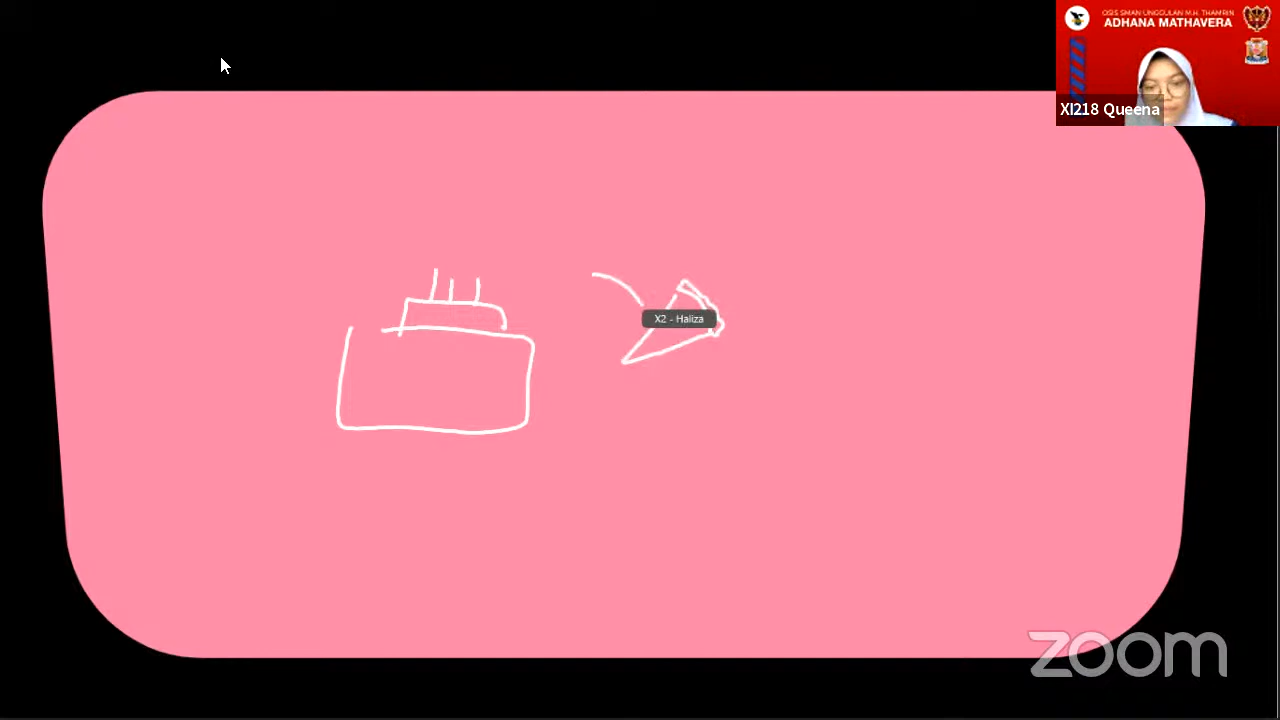 OSIS SMAN UNGGULAN M.H. THAMRIN
ADHANA MATHAVERA
XI218 Queena
X2 - Haliza
zoom